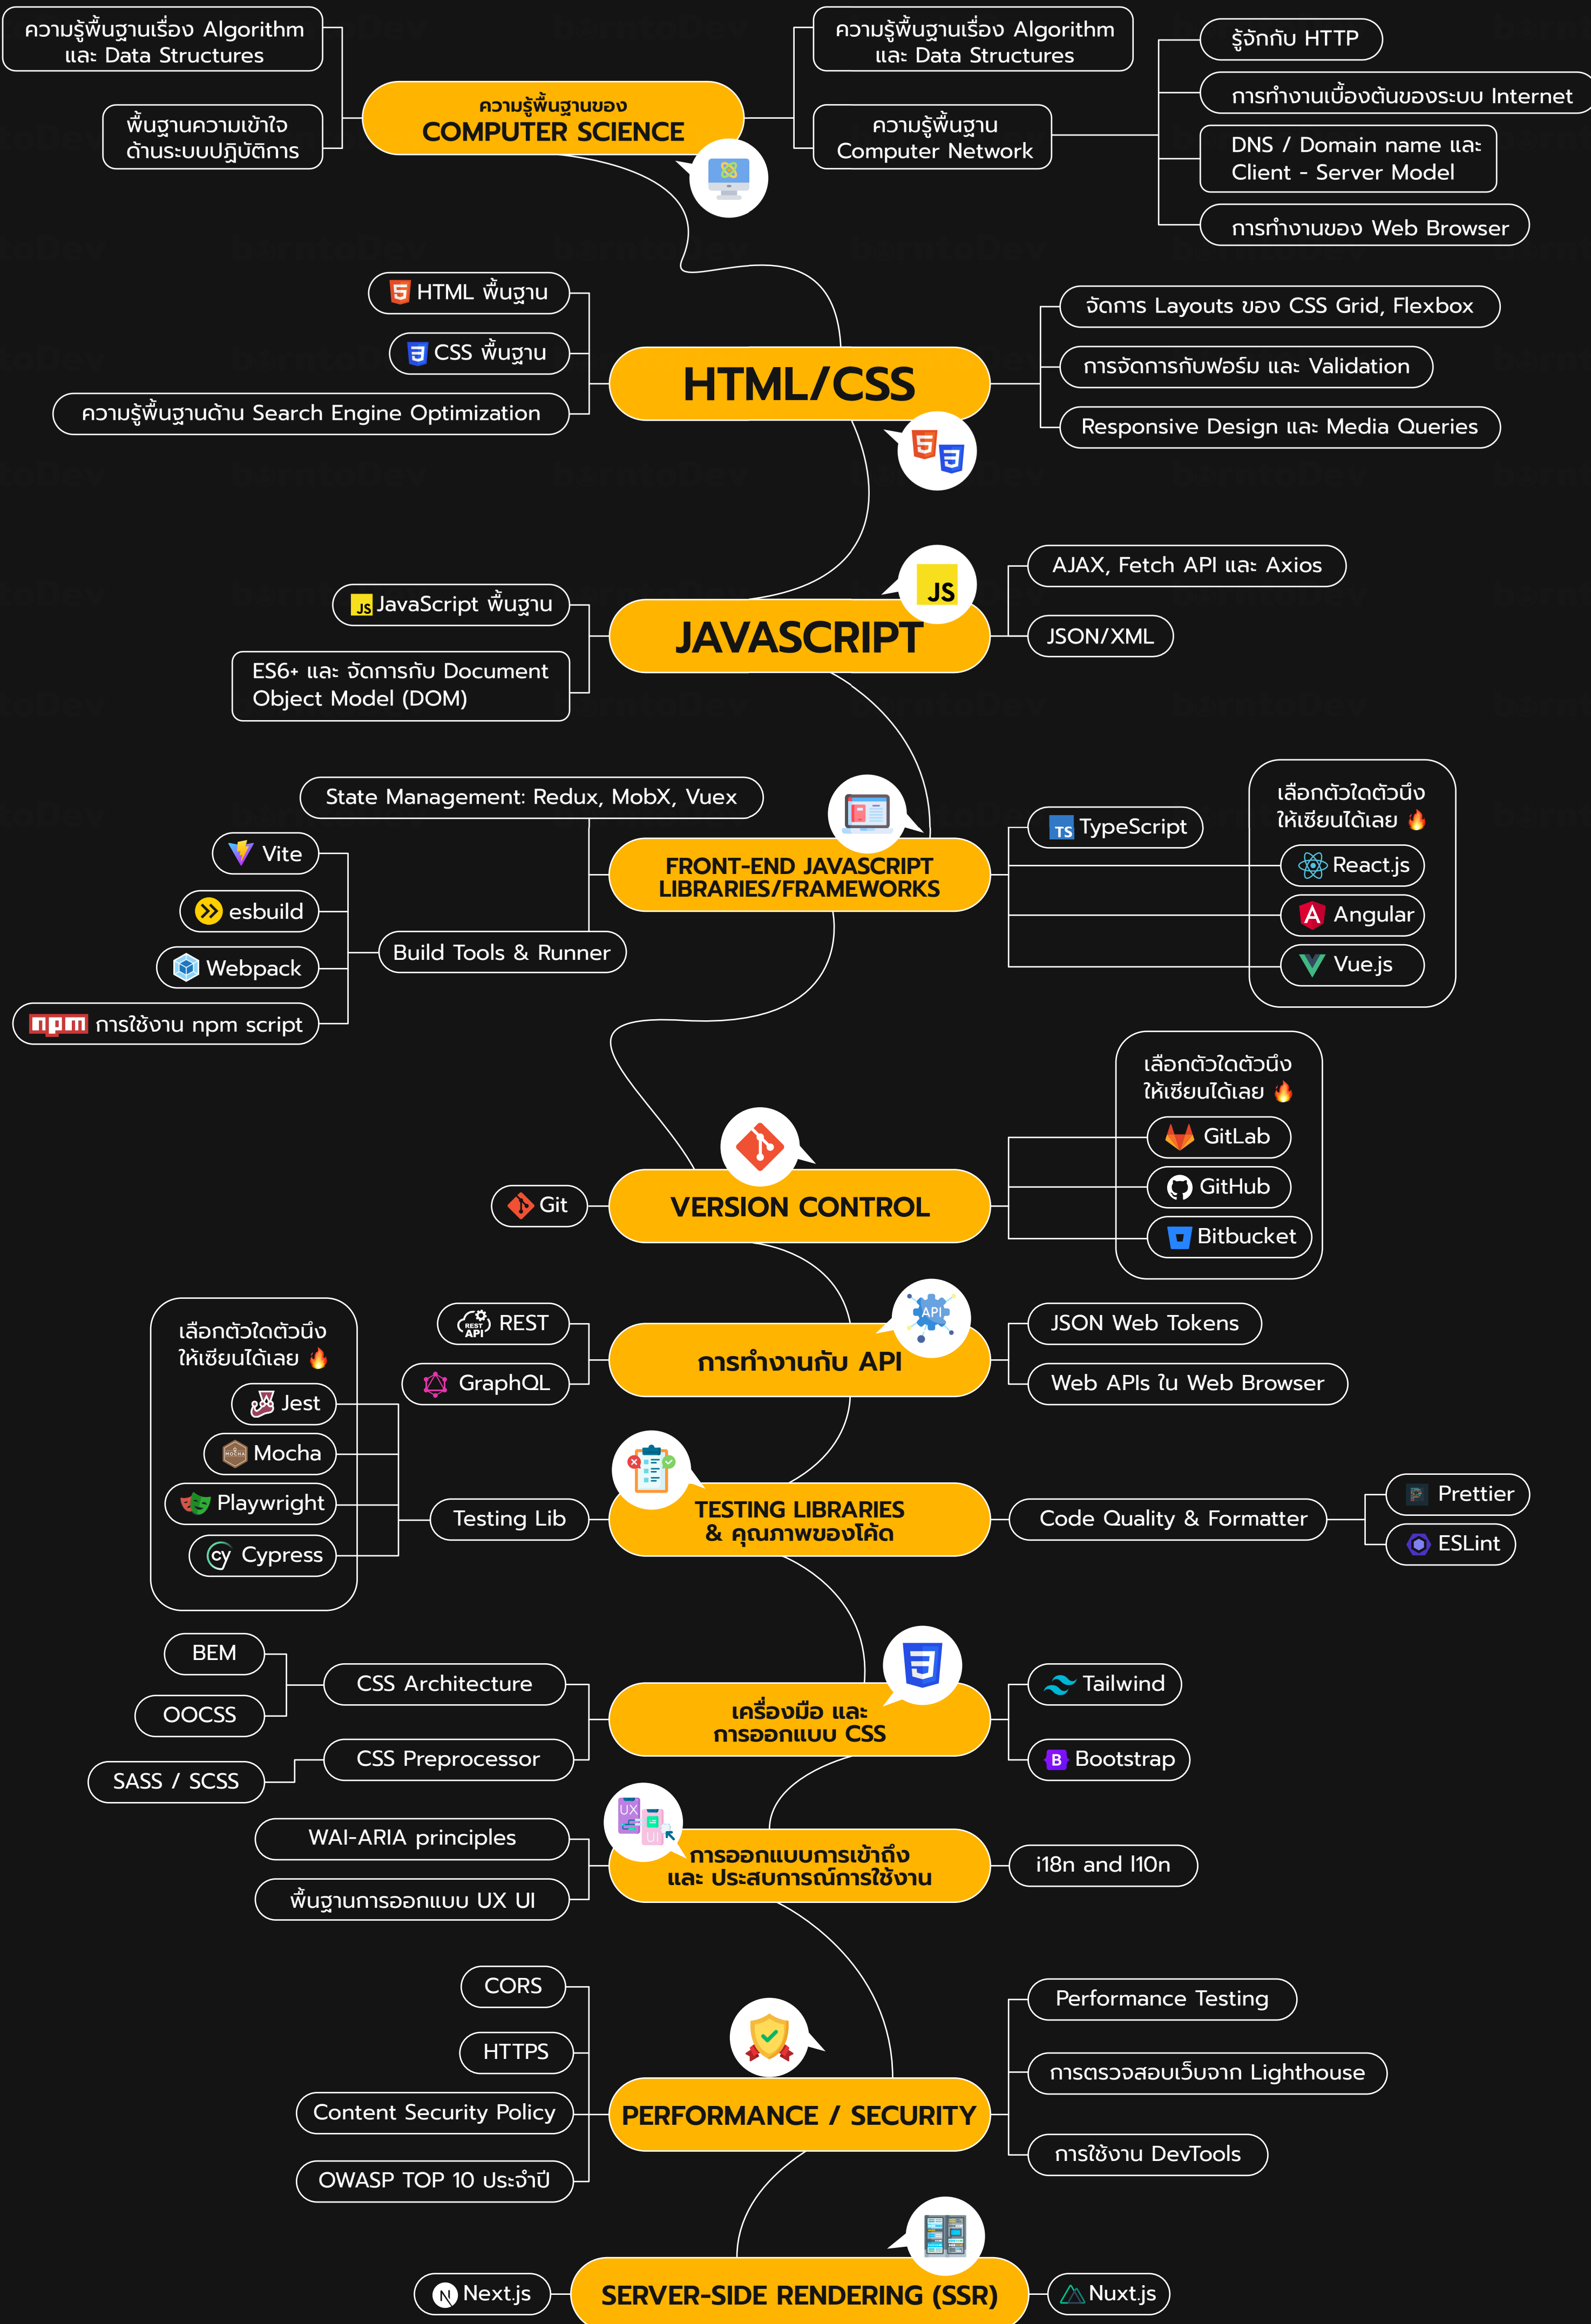 ความรู้พื้นฐานเรื่อง Algorithm
และ Data Structures
พื้นฐานความเข้าใจ
ด้านระบบปฏิบัติการ
ความรู้พื้นฐานของ
COMPUTER SCIENCE
ความรู้พื้นฐานเรื่อง Algorithm
และ Data Structures
ความรู้พื้นฐาน
Computer Network
รู้จักกับ HTTP
การทำงานเบื้องต้นของระบบ Internet
DNS / Domain name และ
Client - Server Model
การทำงานของ Web Browser
HTML พื้นฐาน
CSS พื้นฐาน
ความรู้พื้นฐานด้าน Search Engine Optimization
HTML/CSS
จัดการ Layouts ของ CSS Grid, Flexbox
การจัดการกับฟอร์ม และ Validation
Responsive Design และ Media Queries
JS
JavaScript พื้นฐาน
ES6+ และ จัดการกับ Document
Object Model (DOM)
JS
JAVASCRIPT
AJAX, Fetch API และ Axios
JSON/XML
State Management: Redux, MobX, Vuex
Vite
esbuild
Webpack
npm การใช้งาน npm script
Build Tools & Runner
FRONT-END JAVASCRIPT
LIBRARIES/FRAMEWORKS
TS TypeScript
เลือกตัวใดตัวนึง
ให้เซียนได้เลย
React.js
Angular
Vue.js
Git
VERSION CONTROL
เลือกตัวใดตัวนึง
ให้เซียนได้เลย
GitLab
GitHub
Bitbucket
REST API REST
GraphQL
API
การทำงานกับ API
JSON Web Tokens
Web APIs ใน Web Browser
เลือกตัวใดตัวนึง
ให้เซียนได้เลย
Jest
MOCHA Mocha
Playwright
cy Cypress
Testing Lib
TESTING LIBRARIES
& คุณภาพของโค้ด
Code Quality & Formatter
Prettier
ESLint
BEM
OOCSS
CSS Architecture
SASS / SCSS
CSS Preprocessor
เครื่องมือ และ
การออกแบบ CSS
Tailwind
B Bootstrap
WAI-ARIA principles
พื้นฐานการออกแบบ UX UI
UX
UI
การออกแบบการเข้าถึง
และ ประสบการณ์การใช้งาน
i18n and l10n
CORS
HTTPS
Content Security Policy
OWASP TOP 10 ประจำปี
PERFORMANCE / SECURITY
Performance Testing
การตรวจสอบเว็บจาก Lighthouse
การใช้งาน DevTools
N Next.js
SERVER-SIDE RENDERING (SSR)
Nuxt.js